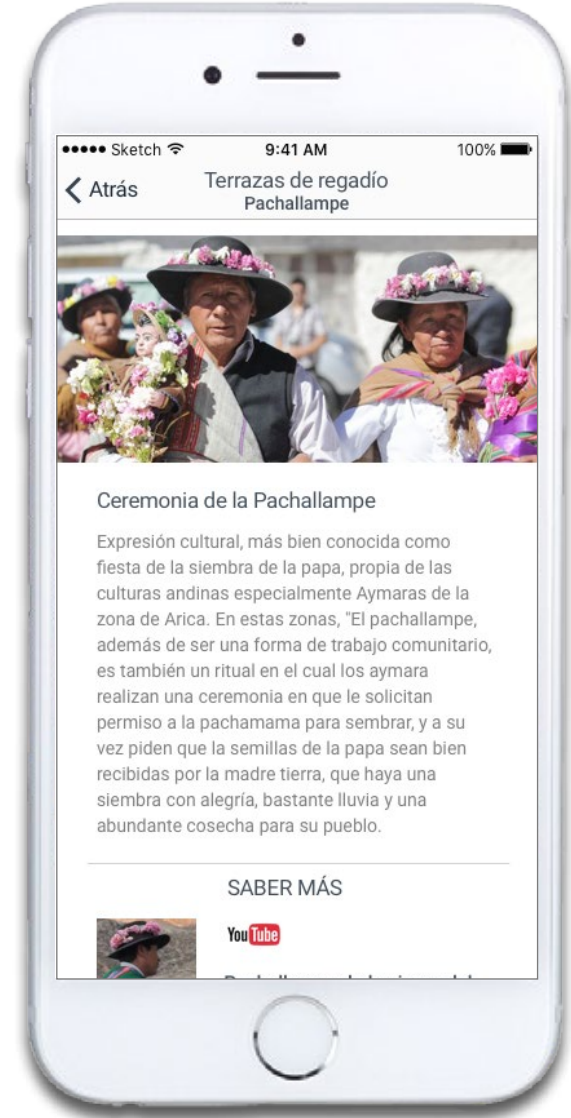 Sketch 9:41 AM 100%
Atrás Terrazas de regadío
Pachallampe
Ceremonia de la Pachallampe
Expresión cultural, más bien conocida como
fiesta de la siembra de la papa, propia de las
culturas andinas especialmente Aymaras de la
zona de Arica. En estas zonas, "El pachallampe,
además de ser una forma de trabajo comunitario,
es también un ritual en el cual los aymara
realizan una ceremonia en que le solicitan
permiso a la pachamama para sembrar, y a su
vez piden que la semillas de la papa sean bien
recibidas por la madre tierra, que haya una
siembra con alegría, bastante lluvia y una
abundante cosecha para su pueblo.
SABER MÁS
YouTube